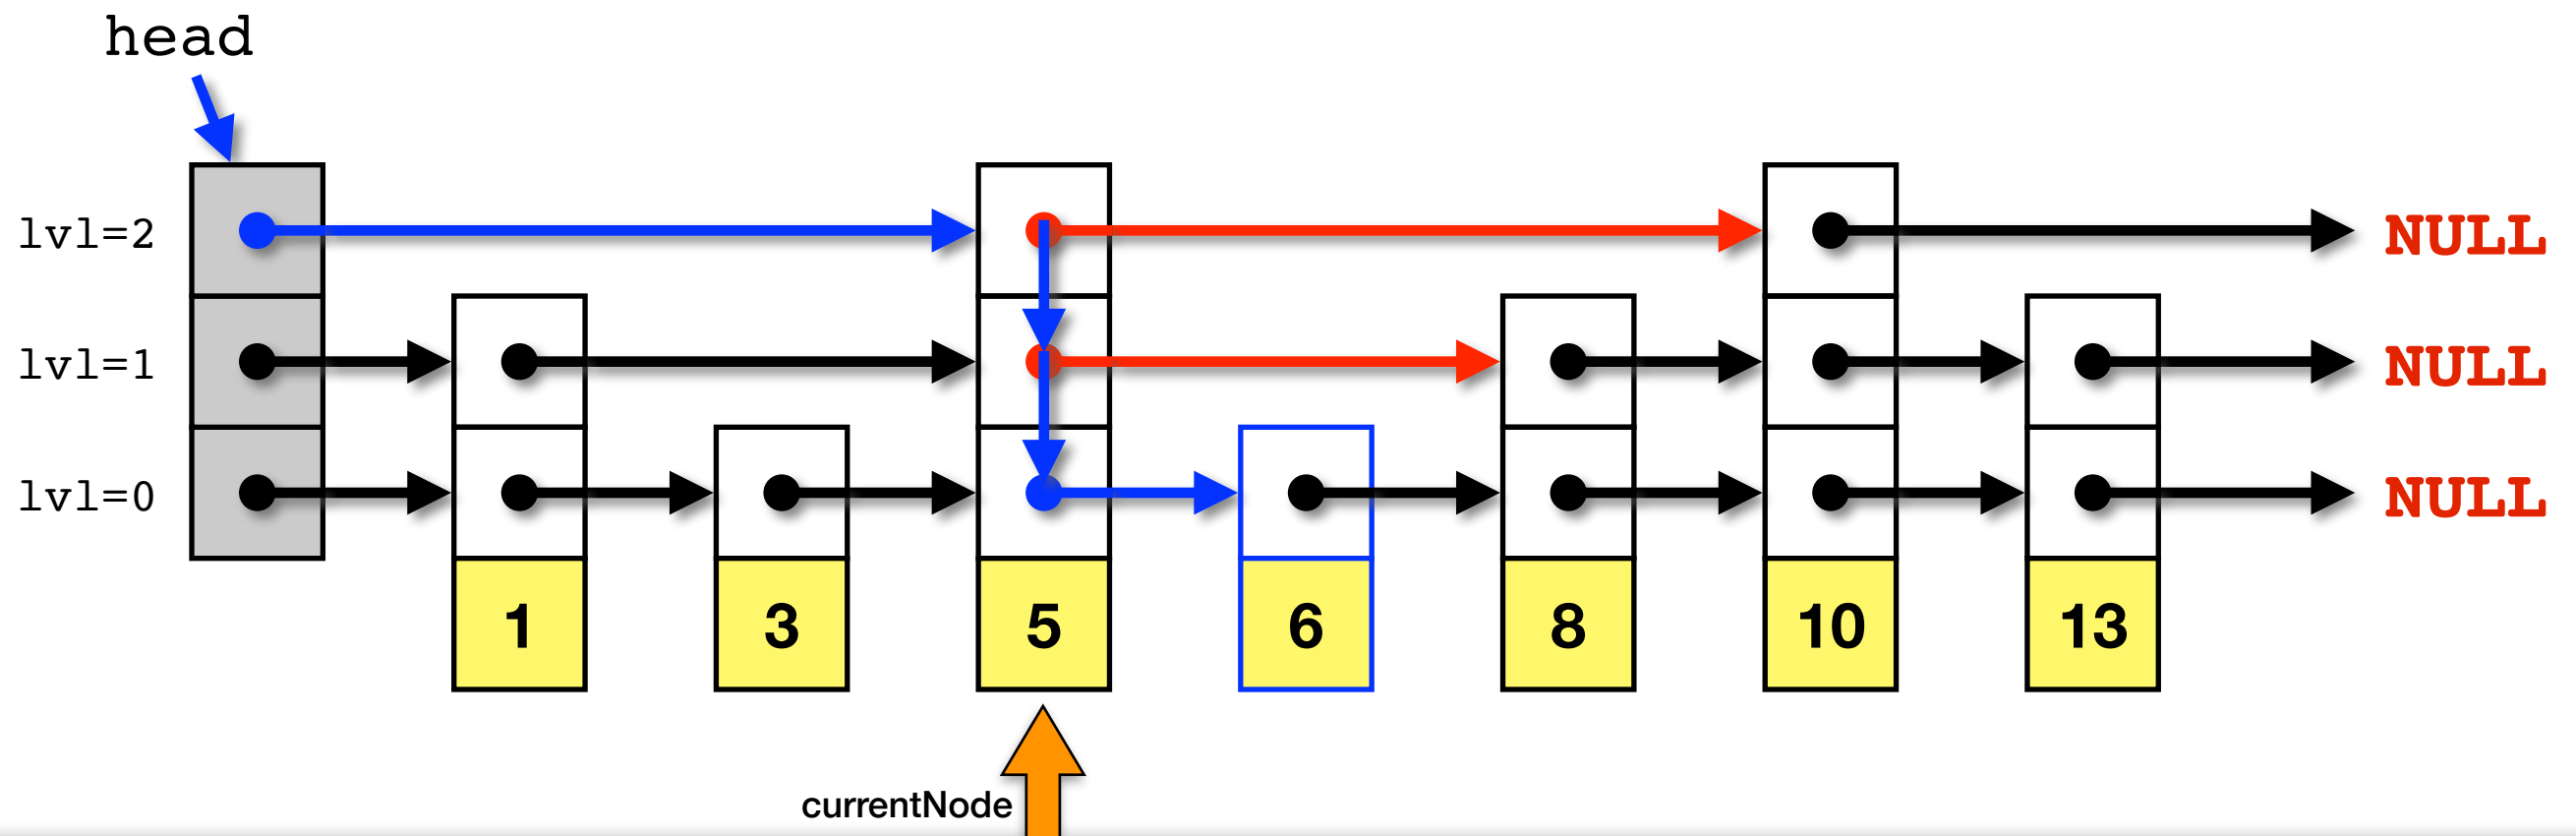 head
lvl=2 NULL
lvl=1 NULL
lvl=0 NULL
1 3 5 6 8 10 13
currentNode